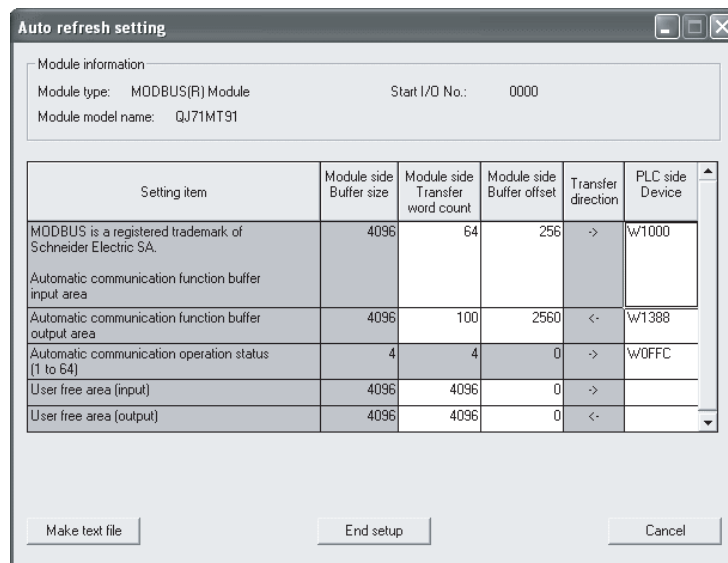 Auto refresh setting
Module information
Module type: MODBUS(R) Module Start I/O No.: 0000
Module model name: QJ71MT91
Setting item
Module side Buffer size
Module side Transfer word count
Module side Buffer offset
Transfer direction
PLC side Device
MODBUS is a registered trademark of
Schneider Electric SA.
Automatic communication function buffer
input area
4096 64 256 -> W1000
Automatic communication function buffer
output area
4096 100 2560 <- W1388
Automatic communication operation status
(1 to 64)
4 4 0 -> W0FFC
User free area (input) 4096 4096 0 ->
User free area (output) 4096 4096 0 <-
Make text file End setup Cancel